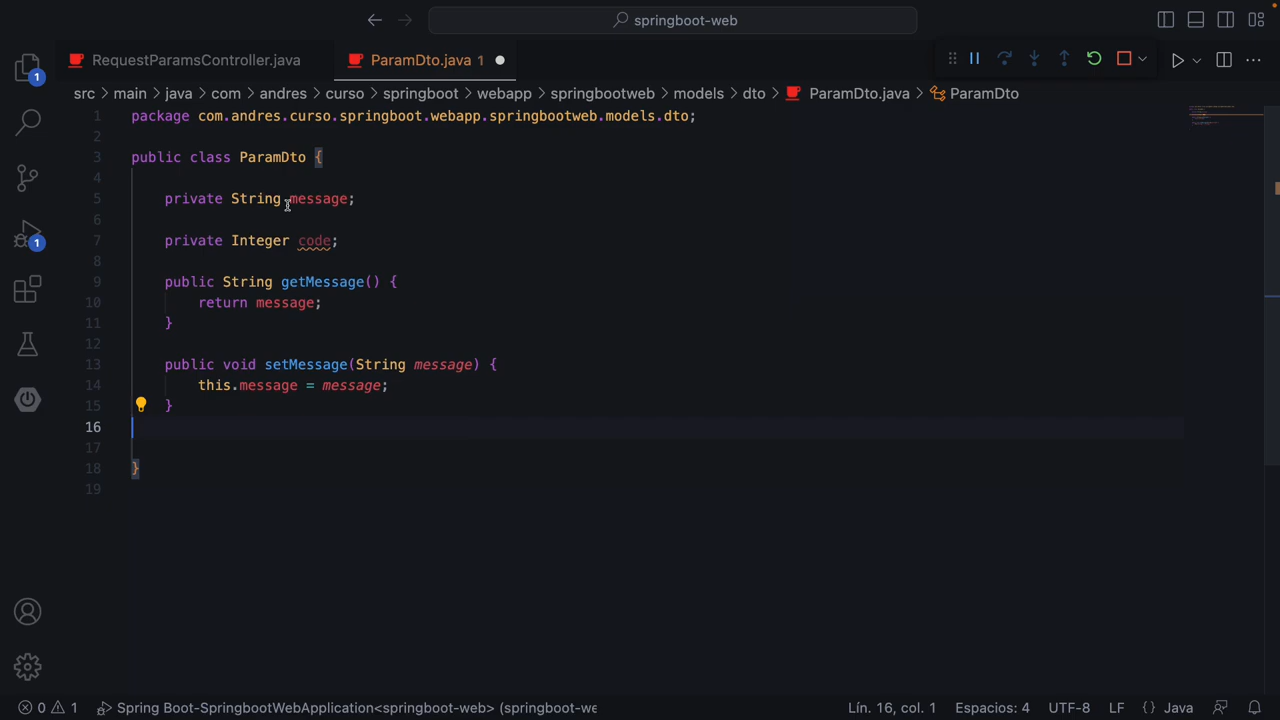 springboot-web
RequestParamsController.java
ParamDto.java 1
src > main > java > com > andres > curso > springboot > webapp > springbootweb > models > dto > ParamDto.java > ParamDto
1 package com.andres.curso.springboot.webapp.springbootweb.models.dto;
2
3 public class ParamDto {
4
5 private String message;
6
7 private Integer code;
8
9 public String getMessage() {
10 return message;
11 }
12
13 public void setMessage(String message) {
14 this.message = message;
15 }
16
17
18 }
19
1
1
0 1 Spring Boot-SpringbootWebApplication<springboot-web> (springboot-we Lín. 16, col. 1 Espacios: 4 UTF-8 LF {} Java